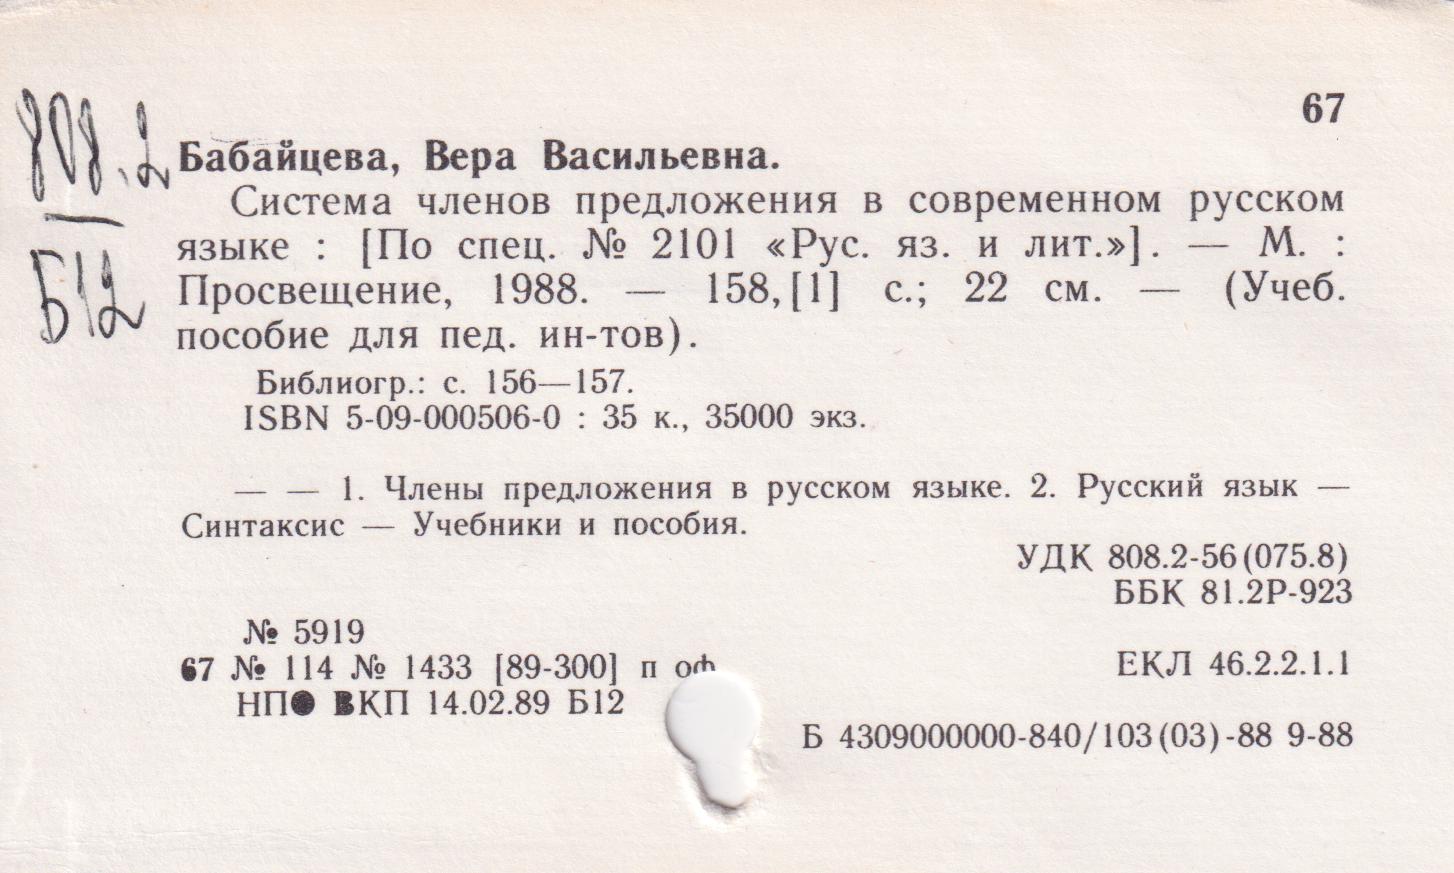 67
808.2
Б12
Бабайцева, Вера Васильевна.
Система членов предложения в современном русском
языке : [По спец. № 2101 «Рус. яз. и лит.»]. — М. :
Просвещение, 1988. — 158,[1] с.; 22 см. — (Учеб.
пособие для пед. ин-тов).
Библиогр.: с. 156—157.
ISBN 5-09-000506-0 : 35 к., 35000 экз.
— — 1. Члены предложения в русском языке. 2. Русский язык —
Синтаксис — Учебники и пособия.
УДК 808.2-56(075.8)
ББК 81.2Р-923
№ 5919
67 № 114 № 1433 [89-300] п оф
ЕКЛ 46.2.2.1.1
НПО ВКП 14.02.89 Б12
Б 4309000000-840/103(03)-88 9-88